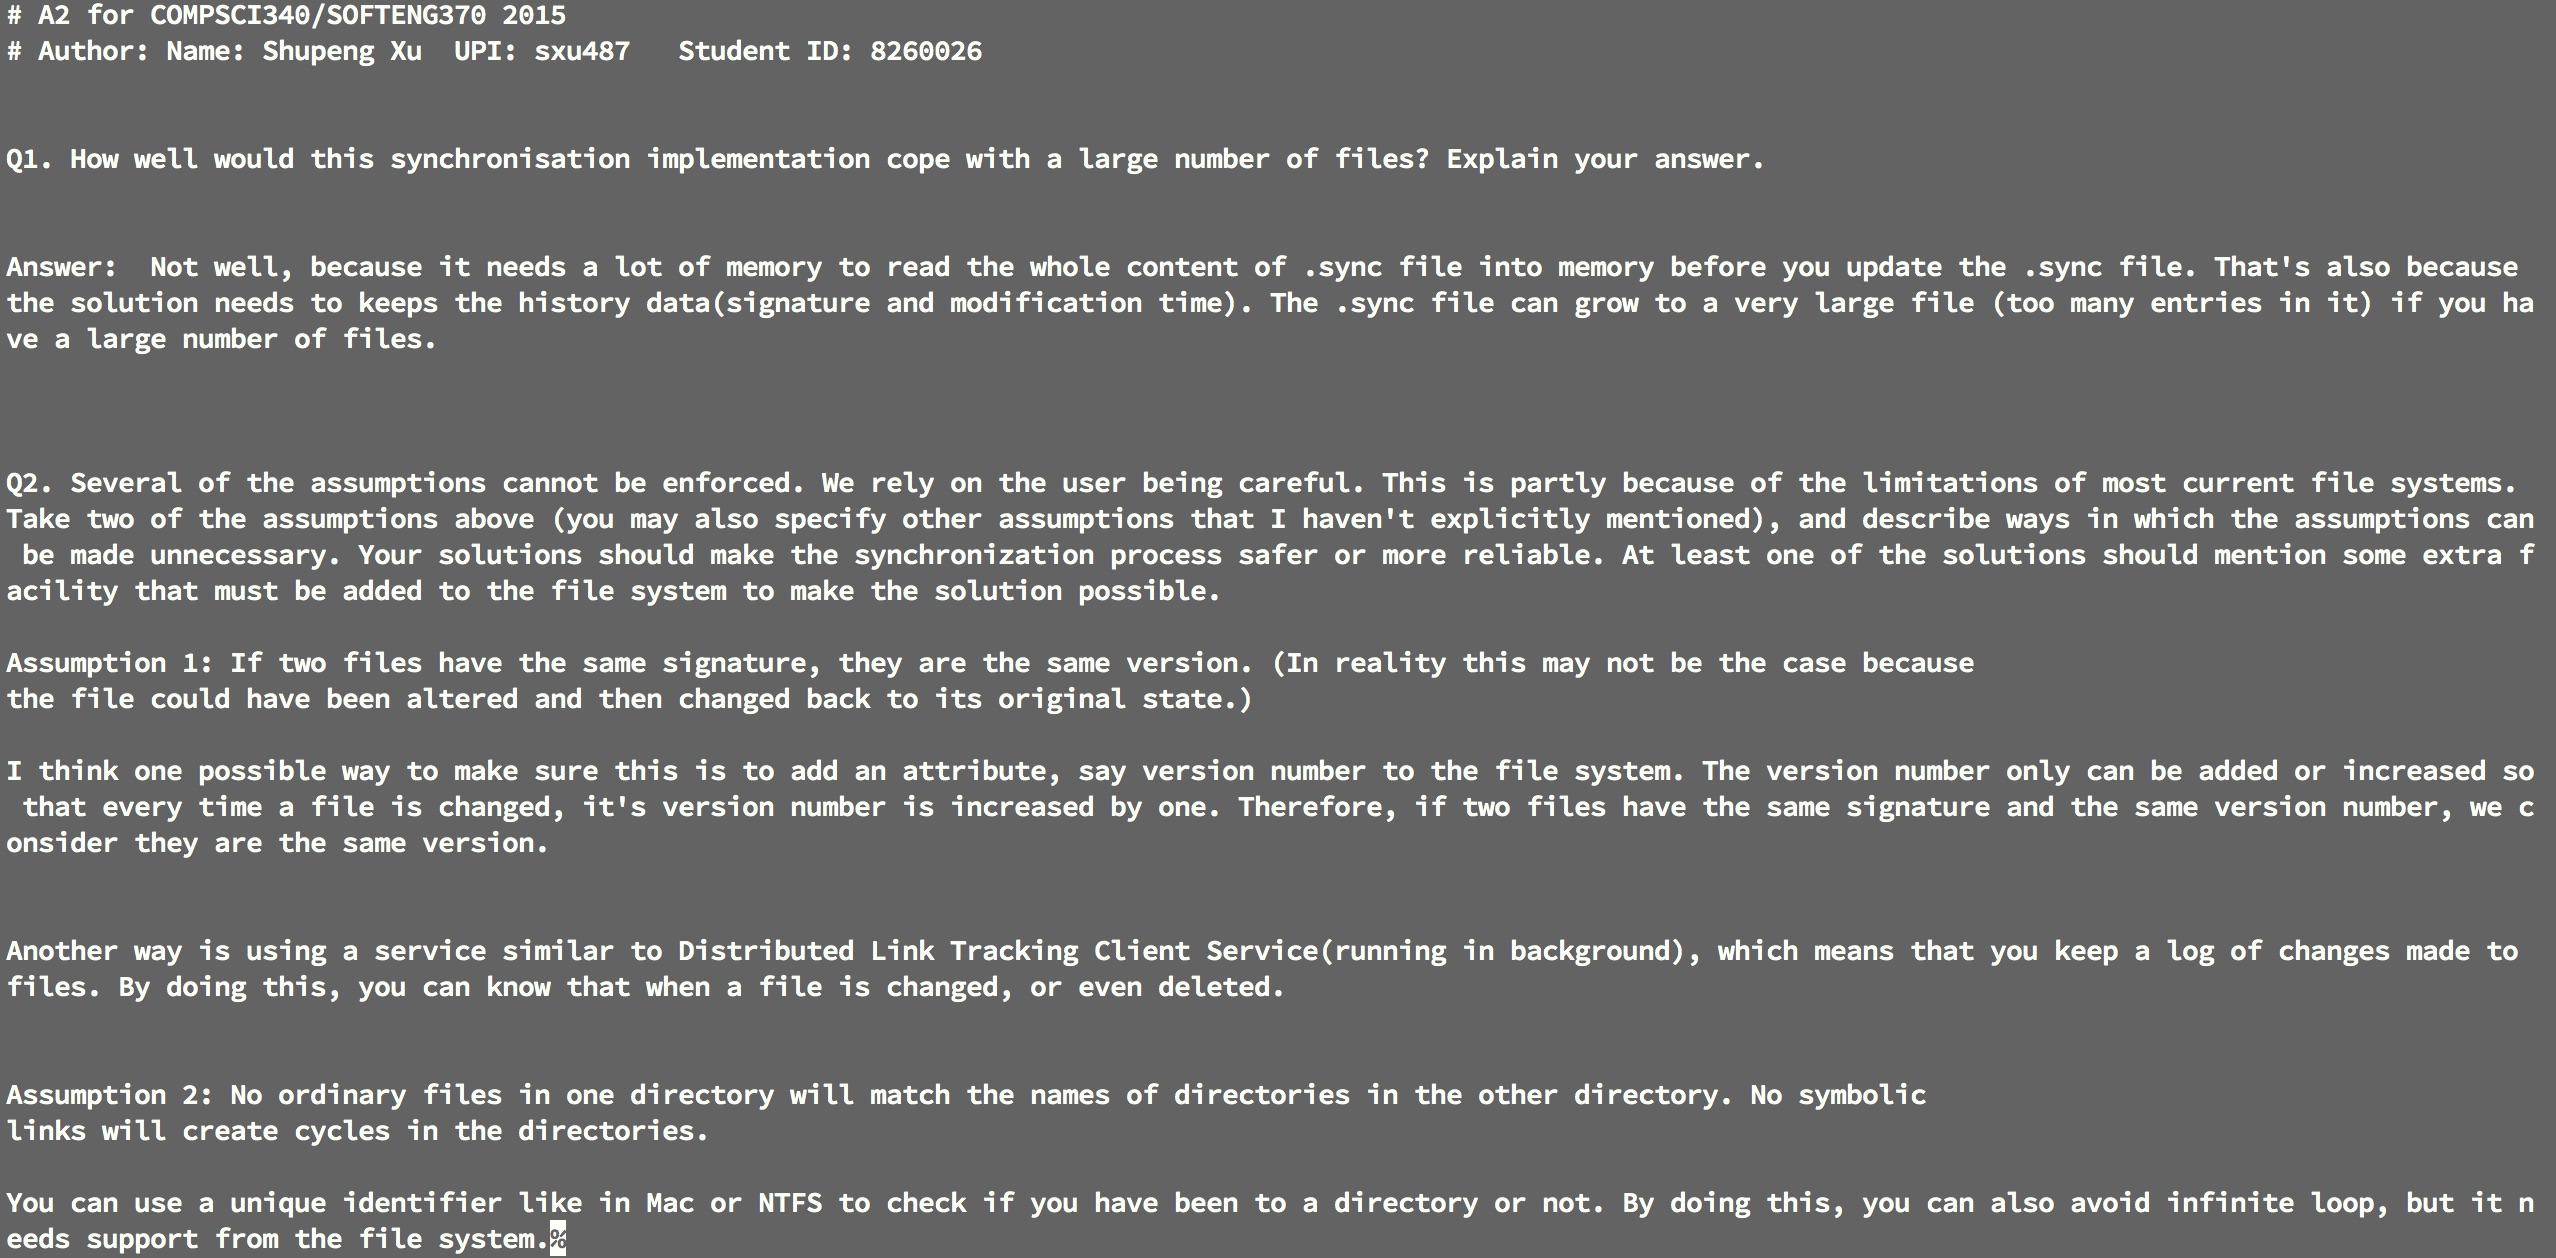 # A2 for COMPSCI340/SOFTENG370 2015
# Author: Name: Shupeng Xu  UPI: sxu487   Student ID: 8260026
Q1. How well would this synchronisation implementation cope with a large number of files? Explain your answer.
Answer:  Not well, because it needs a lot of memory to read the whole content of .sync file into memory before you update the .sync file. That's also because
the solution needs to keeps the history data(signature and modification time). The .sync file can grow to a very large file (too many entries in it) if you ha
ve a large number of files.
Q2. Several of the assumptions cannot be enforced. We rely on the user being careful. This is partly because of the limitations of most current file systems.
Take two of the assumptions above (you may also specify other assumptions that I haven't explicitly mentioned), and describe ways in which the assumptions can
 be made unnecessary. Your solutions should make the synchronization process safer or more reliable. At least one of the solutions should mention some extra f
acility that must be added to the file system to make the solution possible.
Assumption 1: If two files have the same signature, they are the same version. (In reality this may not be the case because
the file could have been altered and then changed back to its original state.)
I think one possible way to make sure this is to add an attribute, say version number to the file system. The version number only can be added or increased so
 that every time a file is changed, it's version number is increased by one. Therefore, if two files have the same signature and the same version number, we c
onsider they are the same version.
Another way is using a service similar to Distributed Link Tracking Client Service(running in background), which means that you keep a log of changes made to
files. By doing this, you can know that when a file is changed, or even deleted.
Assumption 2: No ordinary files in one directory will match the names of directories in the other directory. No symbolic
links will create cycles in the directories.
You can use a unique identifier like in Mac or NTFS to check if you have been to a directory or not. By doing this, you can also avoid infinite loop, but it n
eeds support from the file system.%